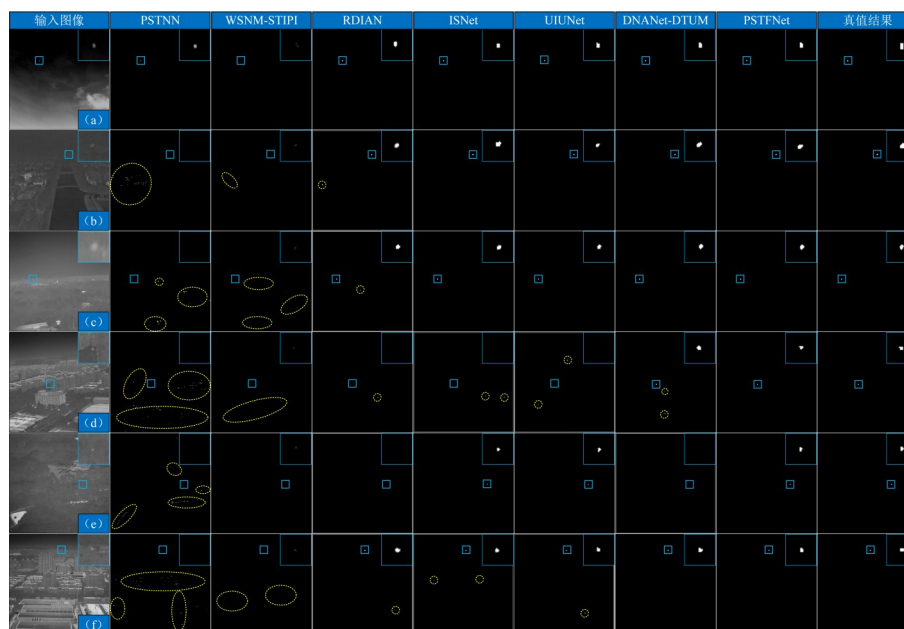 输入图像 PSTNN WSNM-STIPI RDIAN ISNet UIUNet DNANet-DTUM PSTFNet 真值结果
(a)
(b)
(c)
(d)
(e)
(f)